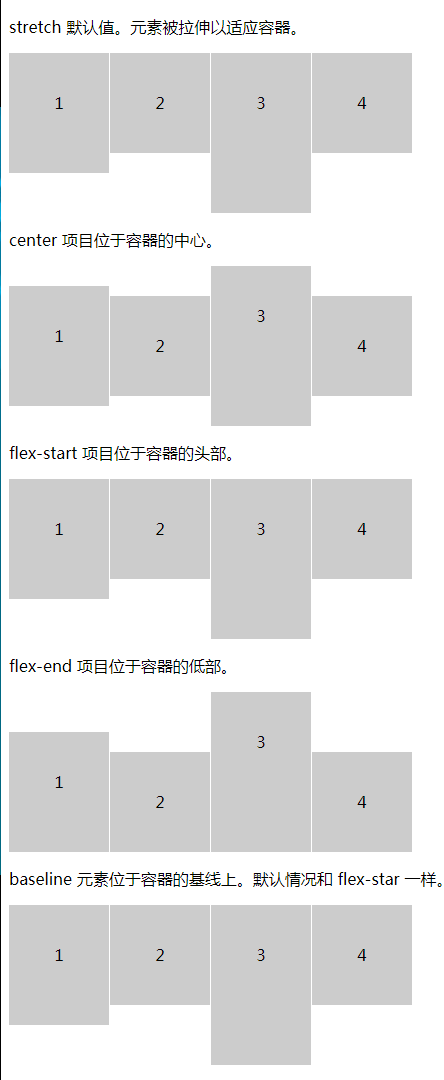 stretch 默认值。元素被拉伸以适应容器。
1 2 3 4
center 项目位于容器的中心。
1 2 3 4
flex-start 项目位于容器的头部。
1 2 3 4
flex-end 项目位于容器的低部。
1 2 3 4
baseline 元素位于容器的基线上。默认情况和 flex-star 一样。
1 2 3 4